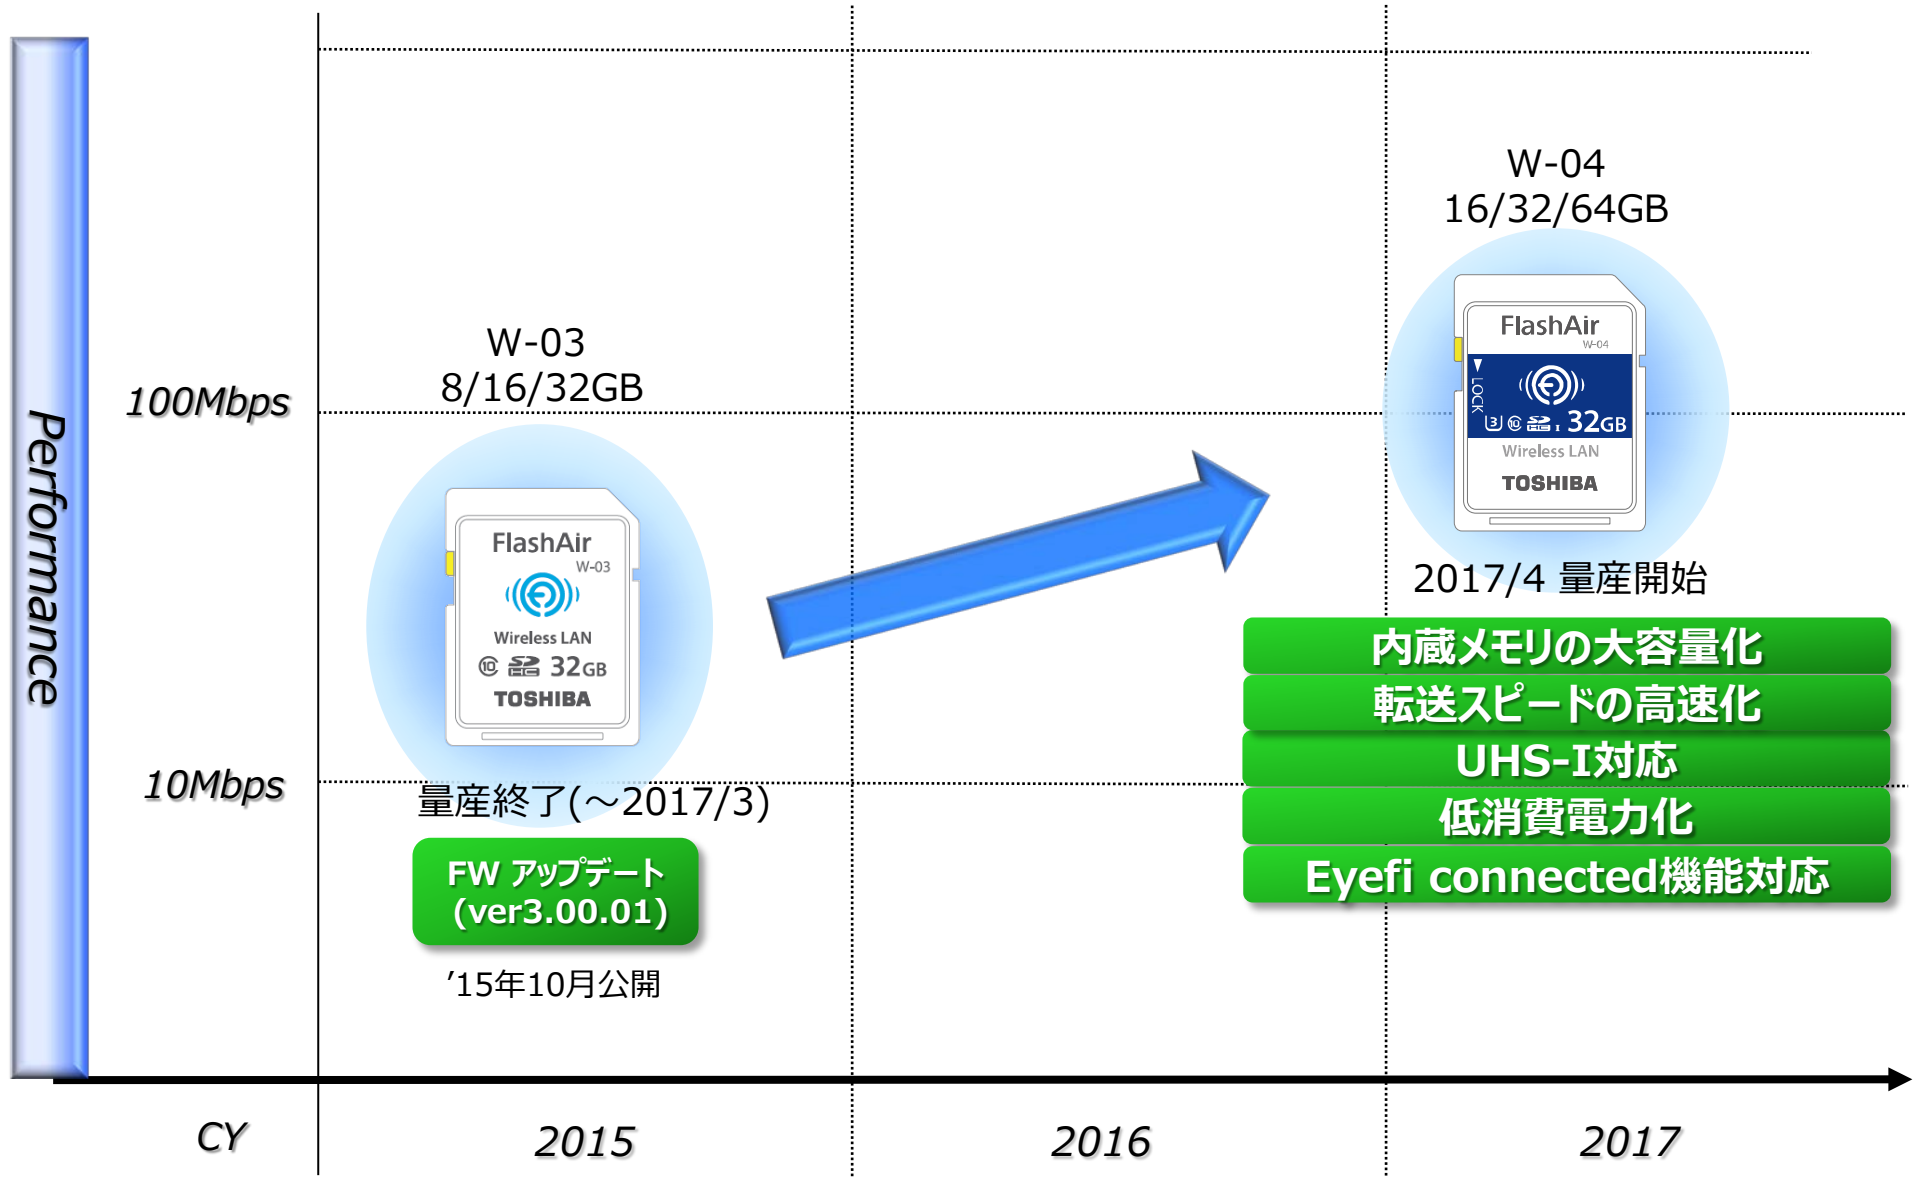 Performance
100Mbps
10Mbps
W-03
8/16/32GB
FlashAir
W-03
Wireless LAN
⑩ SDHC 32GB
TOSHIBA
量産終了(～2017/3)
FW アップデート
(ver3.00.01)
’15年10月公開
W-04
16/32/64GB
FlashAir
W-04
LOCK
3 ⑩ SDHC I 32GB
Wireless LAN
TOSHIBA
2017/4 量産開始
内蔵メモリの大容量化
転送スピードの高速化
UHS-I対応
低消費電力化
Eyefi connected機能対応
CY
2015
2016
2017